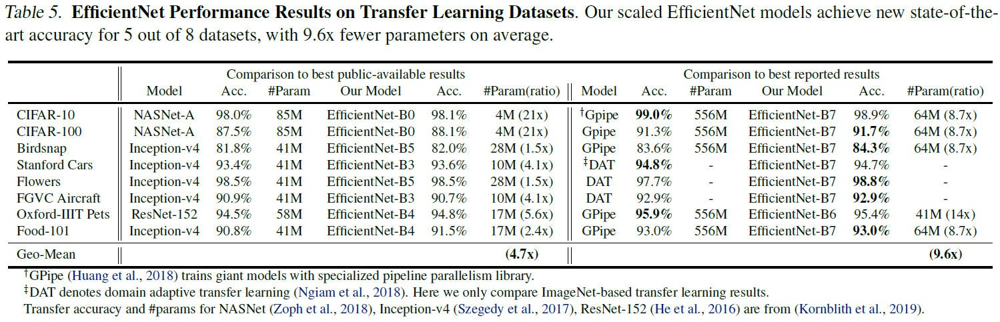 Table 5. EfficientNet Performance Results on Transfer Learning Datasets. Our scaled EfficientNet models achieve new state-of-the-
art accuracy for 5 out of 8 datasets, with 9.6x fewer parameters on average.
Comparison to best public-available results Comparison to best reported results
Model Acc. #Param Our Model Acc. #Param(ratio) Model Acc. #Param Our Model Acc. #Param(ratio)
CIFAR-10 NASNet-A 98.0% 85M EfficientNet-B0 98.1% 4M (21x) †Gpipe 99.0% 556M EfficientNet-B7 98.9% 64M (8.7x)
CIFAR-100 NASNet-A 87.5% 85M EfficientNet-B0 88.1% 4M (21x) Gpipe 91.3% 556M EfficientNet-B7 91.7% 64M (8.7x)
Birdsnap Inception-v4 81.8% 41M EfficientNet-B5 82.0% 28M (1.5x) GPipe 83.6% 556M EfficientNet-B7 84.3% 64M (8.7x)
Stanford Cars Inception-v4 93.4% 41M EfficientNet-B3 93.6% 10M (4.1x) ‡DAT 94.8% - EfficientNet-B7 94.7% -
Flowers Inception-v4 98.5% 41M EfficientNet-B5 98.5% 28M (1.5x) DAT 97.7% - EfficientNet-B7 98.8% -
FGVC Aircraft Inception-v4 90.9% 41M EfficientNet-B3 90.7% 10M (4.1x) DAT 92.9% - EfficientNet-B7 92.9% -
Oxford-IIIT Pets ResNet-152 94.5% 58M EfficientNet-B4 94.8% 17M (5.6x) GPipe 95.9% 556M EfficientNet-B6 95.4% 41M (14x)
Food-101 Inception-v4 90.8% 41M EfficientNet-B4 91.5% 17M (2.4x) GPipe 93.0% 556M EfficientNet-B7 93.0% 64M (8.7x)
Geo-Mean (4.7x) (9.6x)
†GPipe (Huang et al., 2018) trains giant models with specialized pipeline parallelism library.
‡DAT denotes domain adaptive transfer learning (Ngiam et al., 2018). Here we only compare ImageNet-based transfer learning results.
Transfer accuracy and #params for NASNet (Zoph et al., 2018), Inception-v4 (Szegedy et al., 2017), ResNet-152 (He et al., 2016) are from (Kornblith et al., 2019).